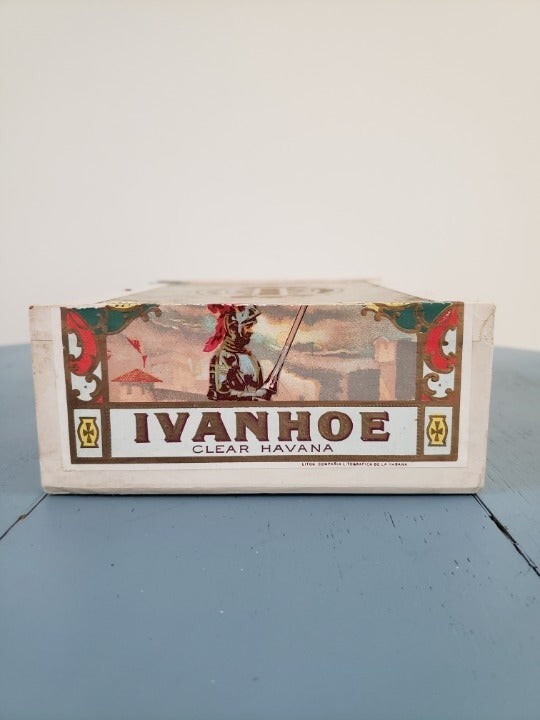 IVANHOE
CLEAR HAVANA
LITOG. COMPAÑIA LITOGRAFICA DE LA HABANA